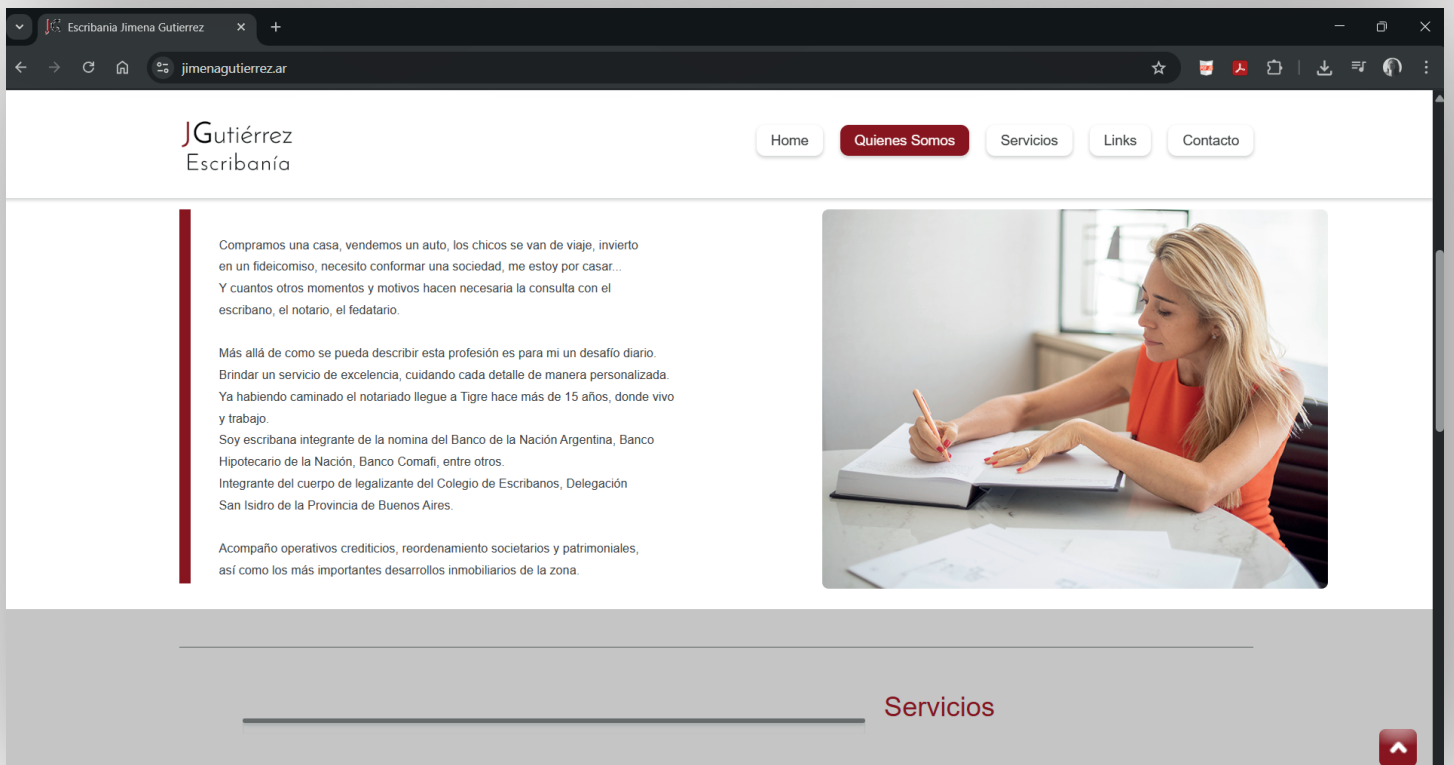 Escribania Jimena Gutierrez
jimenagutierrez.ar
JGutiérrez
Escribanía
Home
Quienes Somos
Servicios
Links
Contacto
Compramos una casa, vendemos un auto, los chicos se van de viaje, invierto
en un fideicomiso, necesito conformar una sociedad, me estoy por casar...
Y cuantos otros momentos y motivos hacen necesaria la consulta con el
escribano, el notario, el fedatario.
Más allá de como se pueda describir esta profesión es para mi un desafío diario.
Brindar un servicio de excelencia, cuidando cada detalle de manera personalizada.
Ya habiendo caminado el notariado llegue a Tigre hace más de 15 años, donde vivo
y trabajo.
Soy escribana integrante de la nomina del Banco de la Nación Argentina, Banco
Hipotecario de la Nación, Banco Comafi, entre otros.
Integrante del cuerpo de legalizante del Colegio de Escribanos, Delegación
San Isidro de la Provincia de Buenos Aires.
Acompaño operativos crediticios, reordenamiento societarios y patrimoniales,
así como los más importantes desarrollos inmobiliarios de la zona.
Servicios